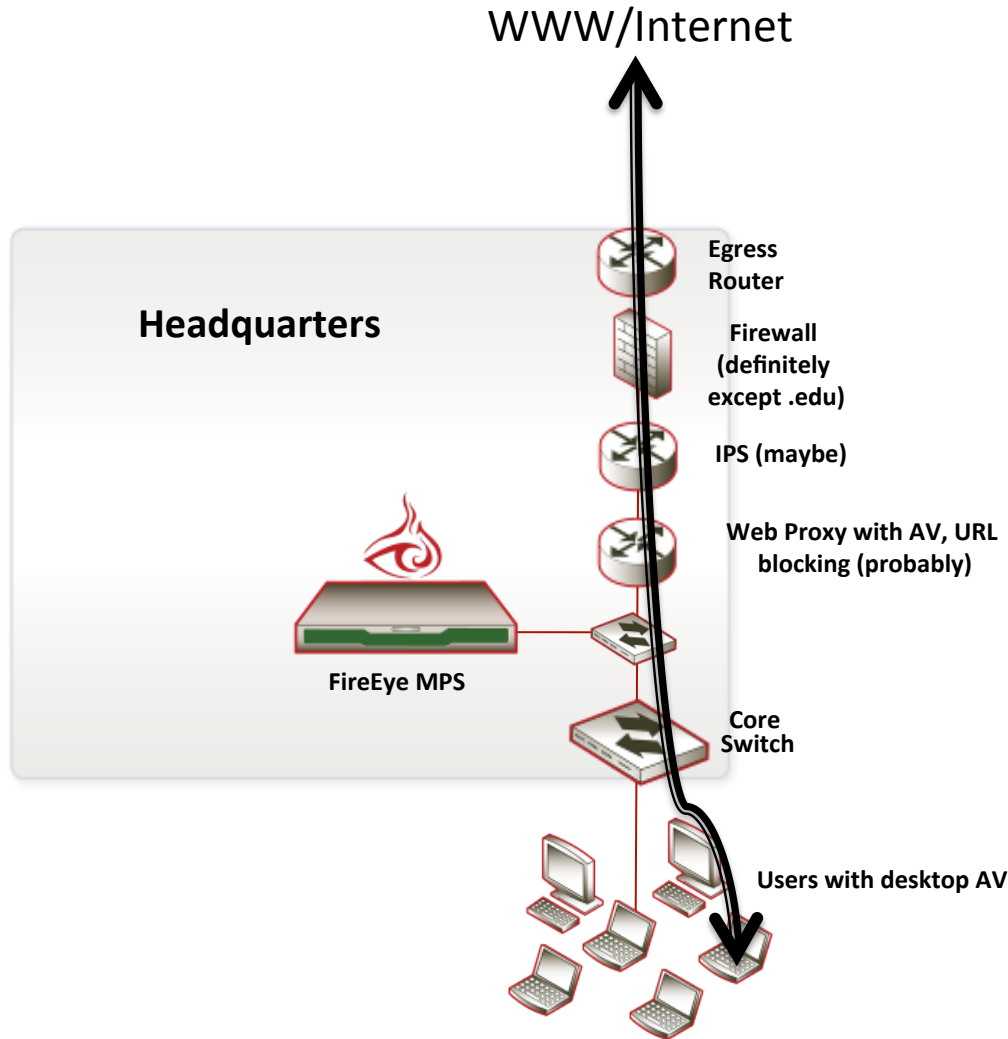 WWW/Internet
Egress
Router
Headquarters
Firewall
(definitely
except .edu)
IPS (maybe)
Web Proxy with AV, URL
blocking (probably)
FireEye MPS
Core
Switch
Users with desktop AV